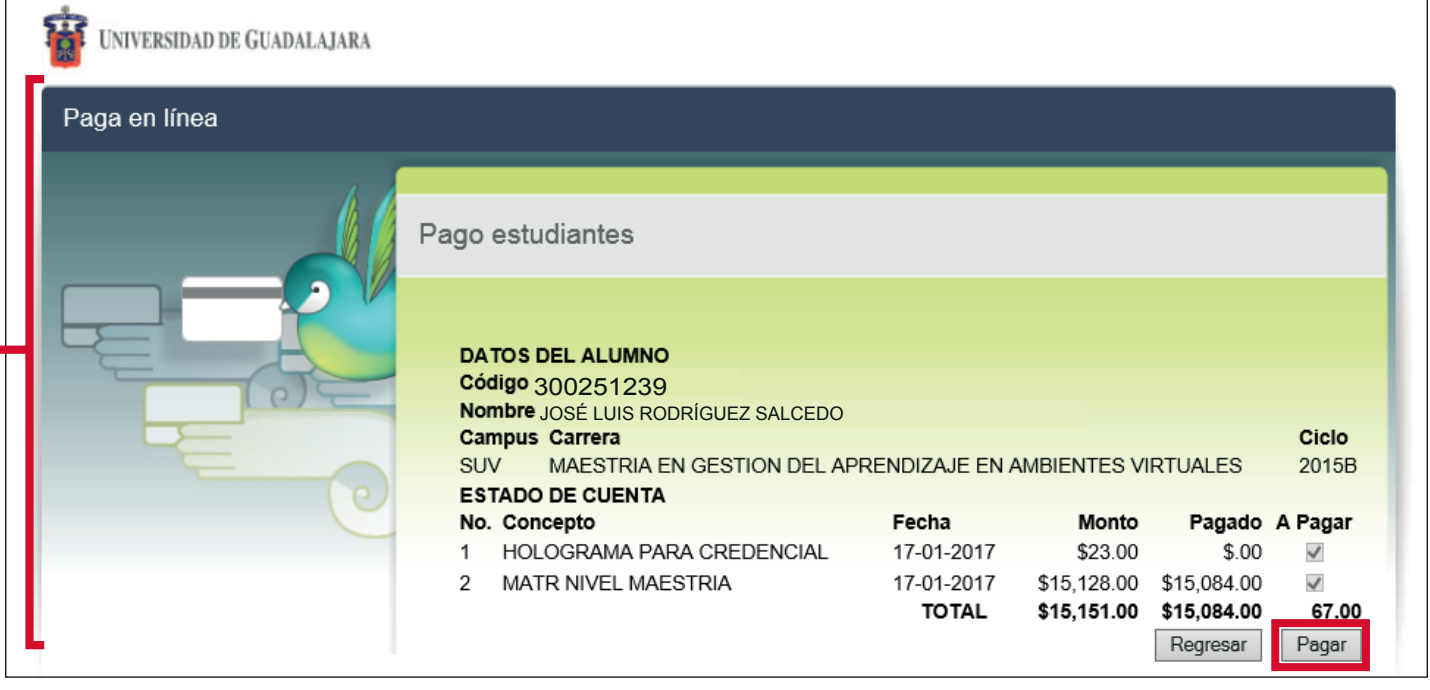 UNIVERSIDAD DE GUADALAJARA
Paga en línea
Pago estudiantes
DATOS DEL ALUMNO
Código 300251239
Nombre JOSÉ LUIS RODRÍGUEZ SALCEDO
Campus Carrera Ciclo
SUV MAESTRIA EN GESTION DEL APRENDIZAJE EN AMBIENTES VIRTUALES 2015B
ESTADO DE CUENTA
No. Concepto Fecha Monto Pagado A Pagar
1 HOLOGRAMA PARA CREDENCIAL 17-01-2017 $23.00 $.00
2 MATR NIVEL MAESTRIA 17-01-2017 $15,128.00 $15,084.00
TOTAL $15,151.00 $15,084.00 67.00
Regresar Pagar